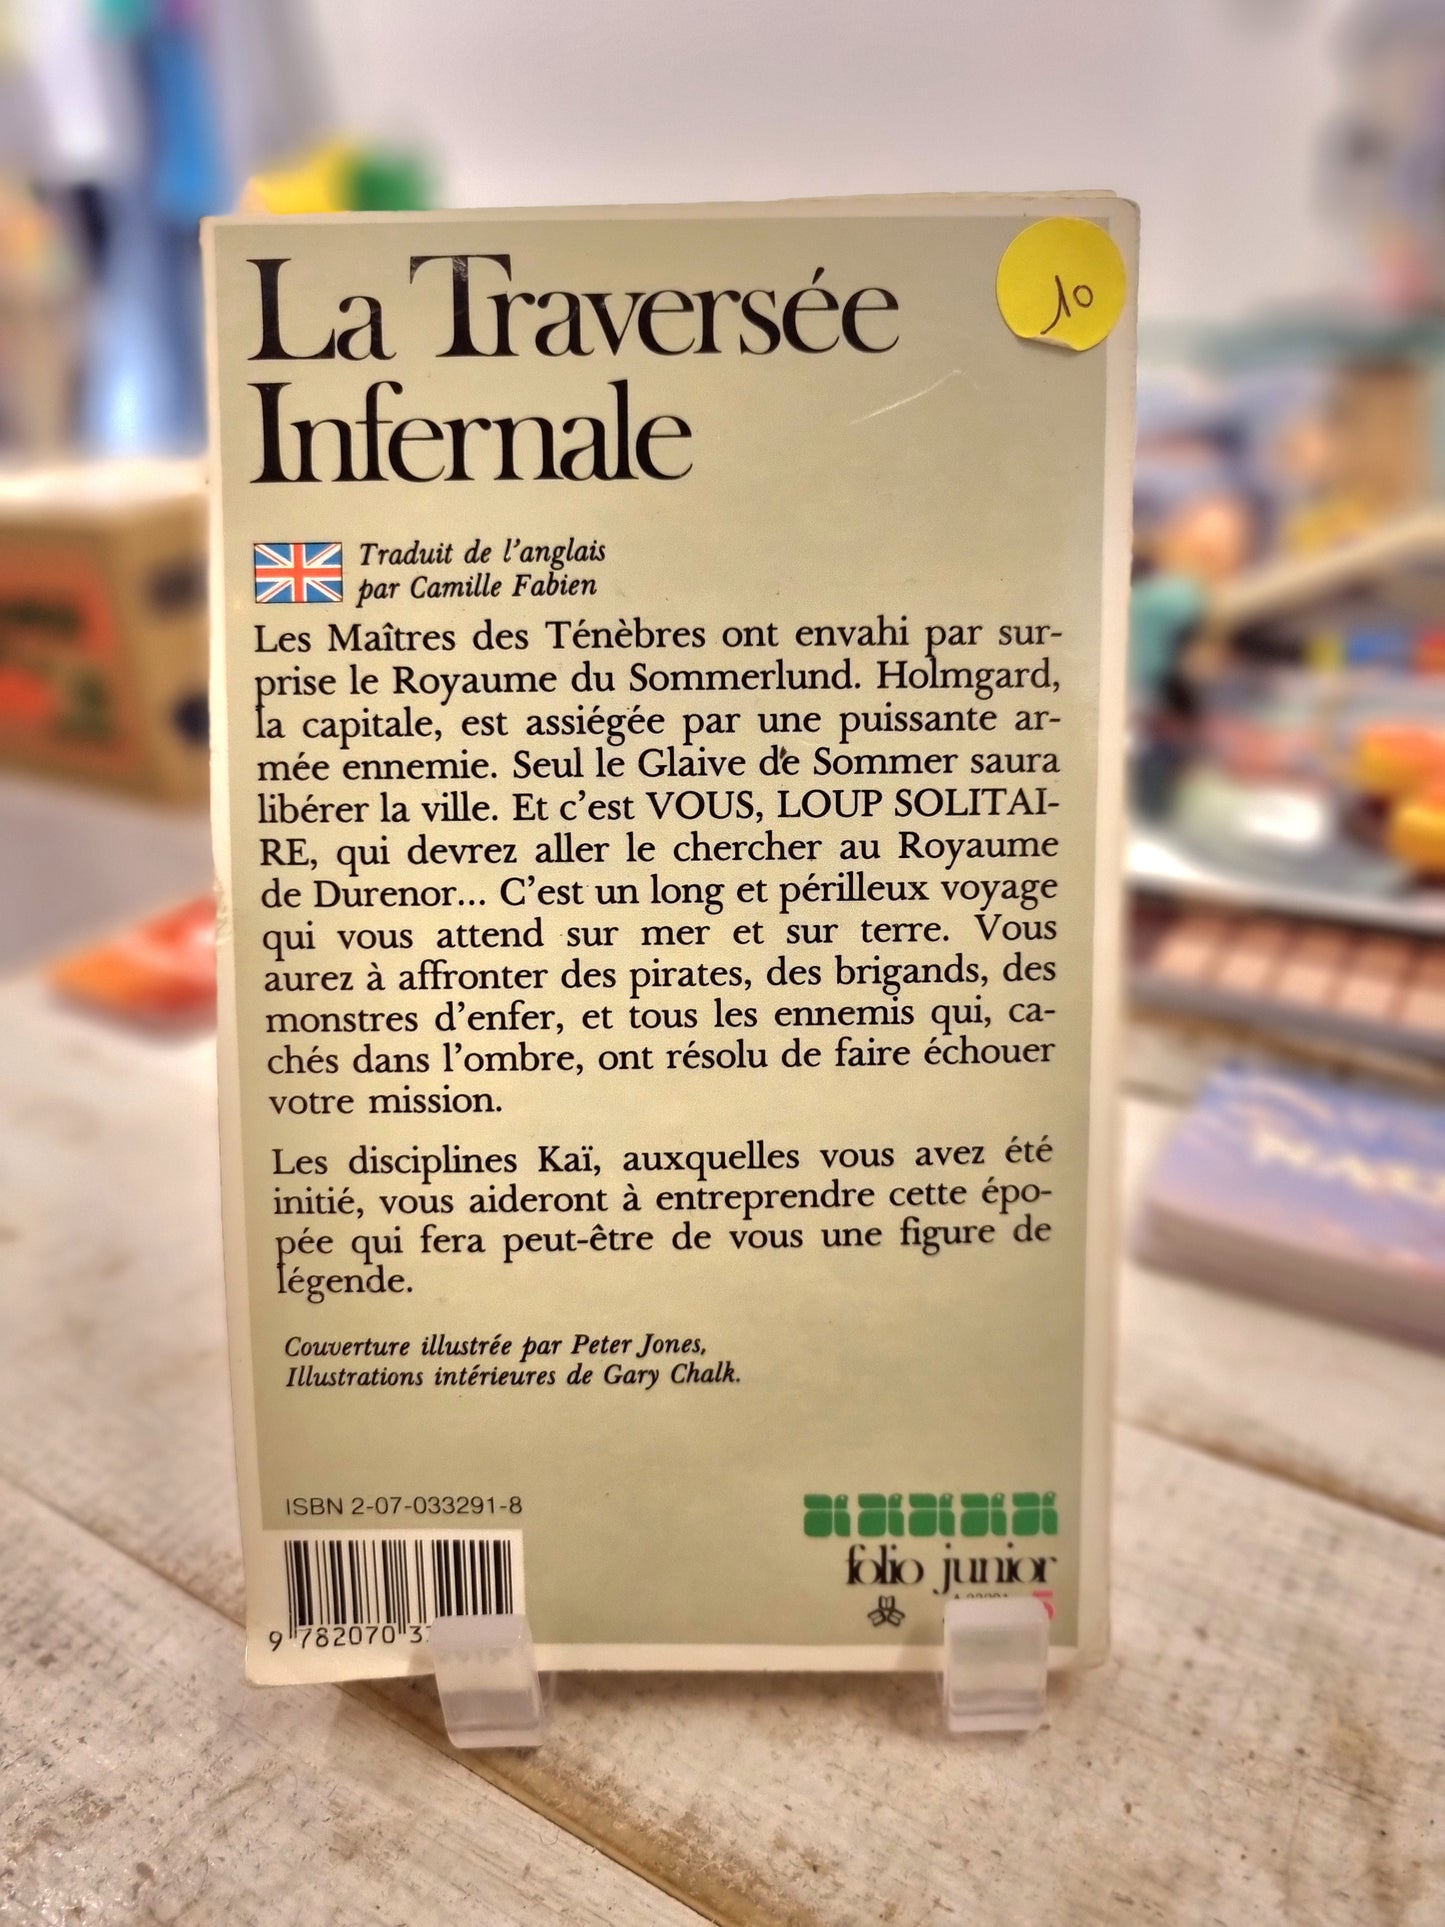 La Traversée
Infernale
10
Traduit de l'anglais
par Camille Fabien
Les Maîtres des Ténèbres ont envahi par sur-
prise le Royaume du Sommerlund. Holmgard,
la capitale, est assiégée par une puissante ar-
mée ennemie. Seul le Glaive de Sommer saura
libérer la ville. Et c'est VOUS, LOUP SOLITAI-
RE, qui devrez aller le chercher au Royaume
de Durenor... C'est un long et périlleux voyage
qui vous attend sur mer et sur terre. Vous
aurez à affronter des pirates, des brigands, des
monstres d'enfer, et tous les ennemis qui, ca-
chés dans l'ombre, ont résolu de faire échouer
votre mission.
Les disciplines Kaï, auxquelles vous avez été
initié, vous aideront à entreprendre cette épo-
pée qui fera peut-être de vous une figure de
légende.
Couverture illustrée par Peter Jones,
Illustrations intérieures de Gary Chalk.
ISBN 2-07-033291-8
folio junior
9 782070 3